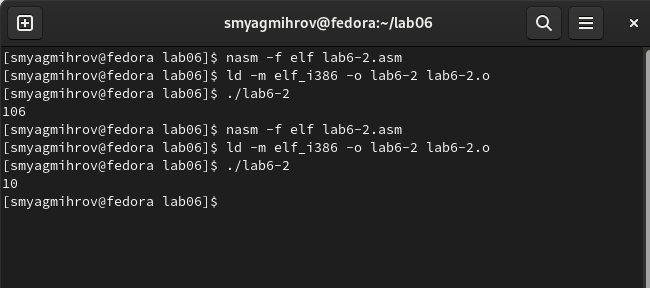 smyagmihrov@fedora:~/lab06
[smyagmihrov@fedora lab06]$ nasm -f elf lab6-2.asm
[smyagmihrov@fedora lab06]$ ld -m elf_i386 -o lab6-2 lab6-2.o
[smyagmihrov@fedora lab06]$ ./lab6-2
106
[smyagmihrov@fedora lab06]$ nasm -f elf lab6-2.asm
[smyagmihrov@fedora lab06]$ ld -m elf_i386 -o lab6-2 lab6-2.o
[smyagmihrov@fedora lab06]$ ./lab6-2
10
[smyagmihrov@fedora lab06]$